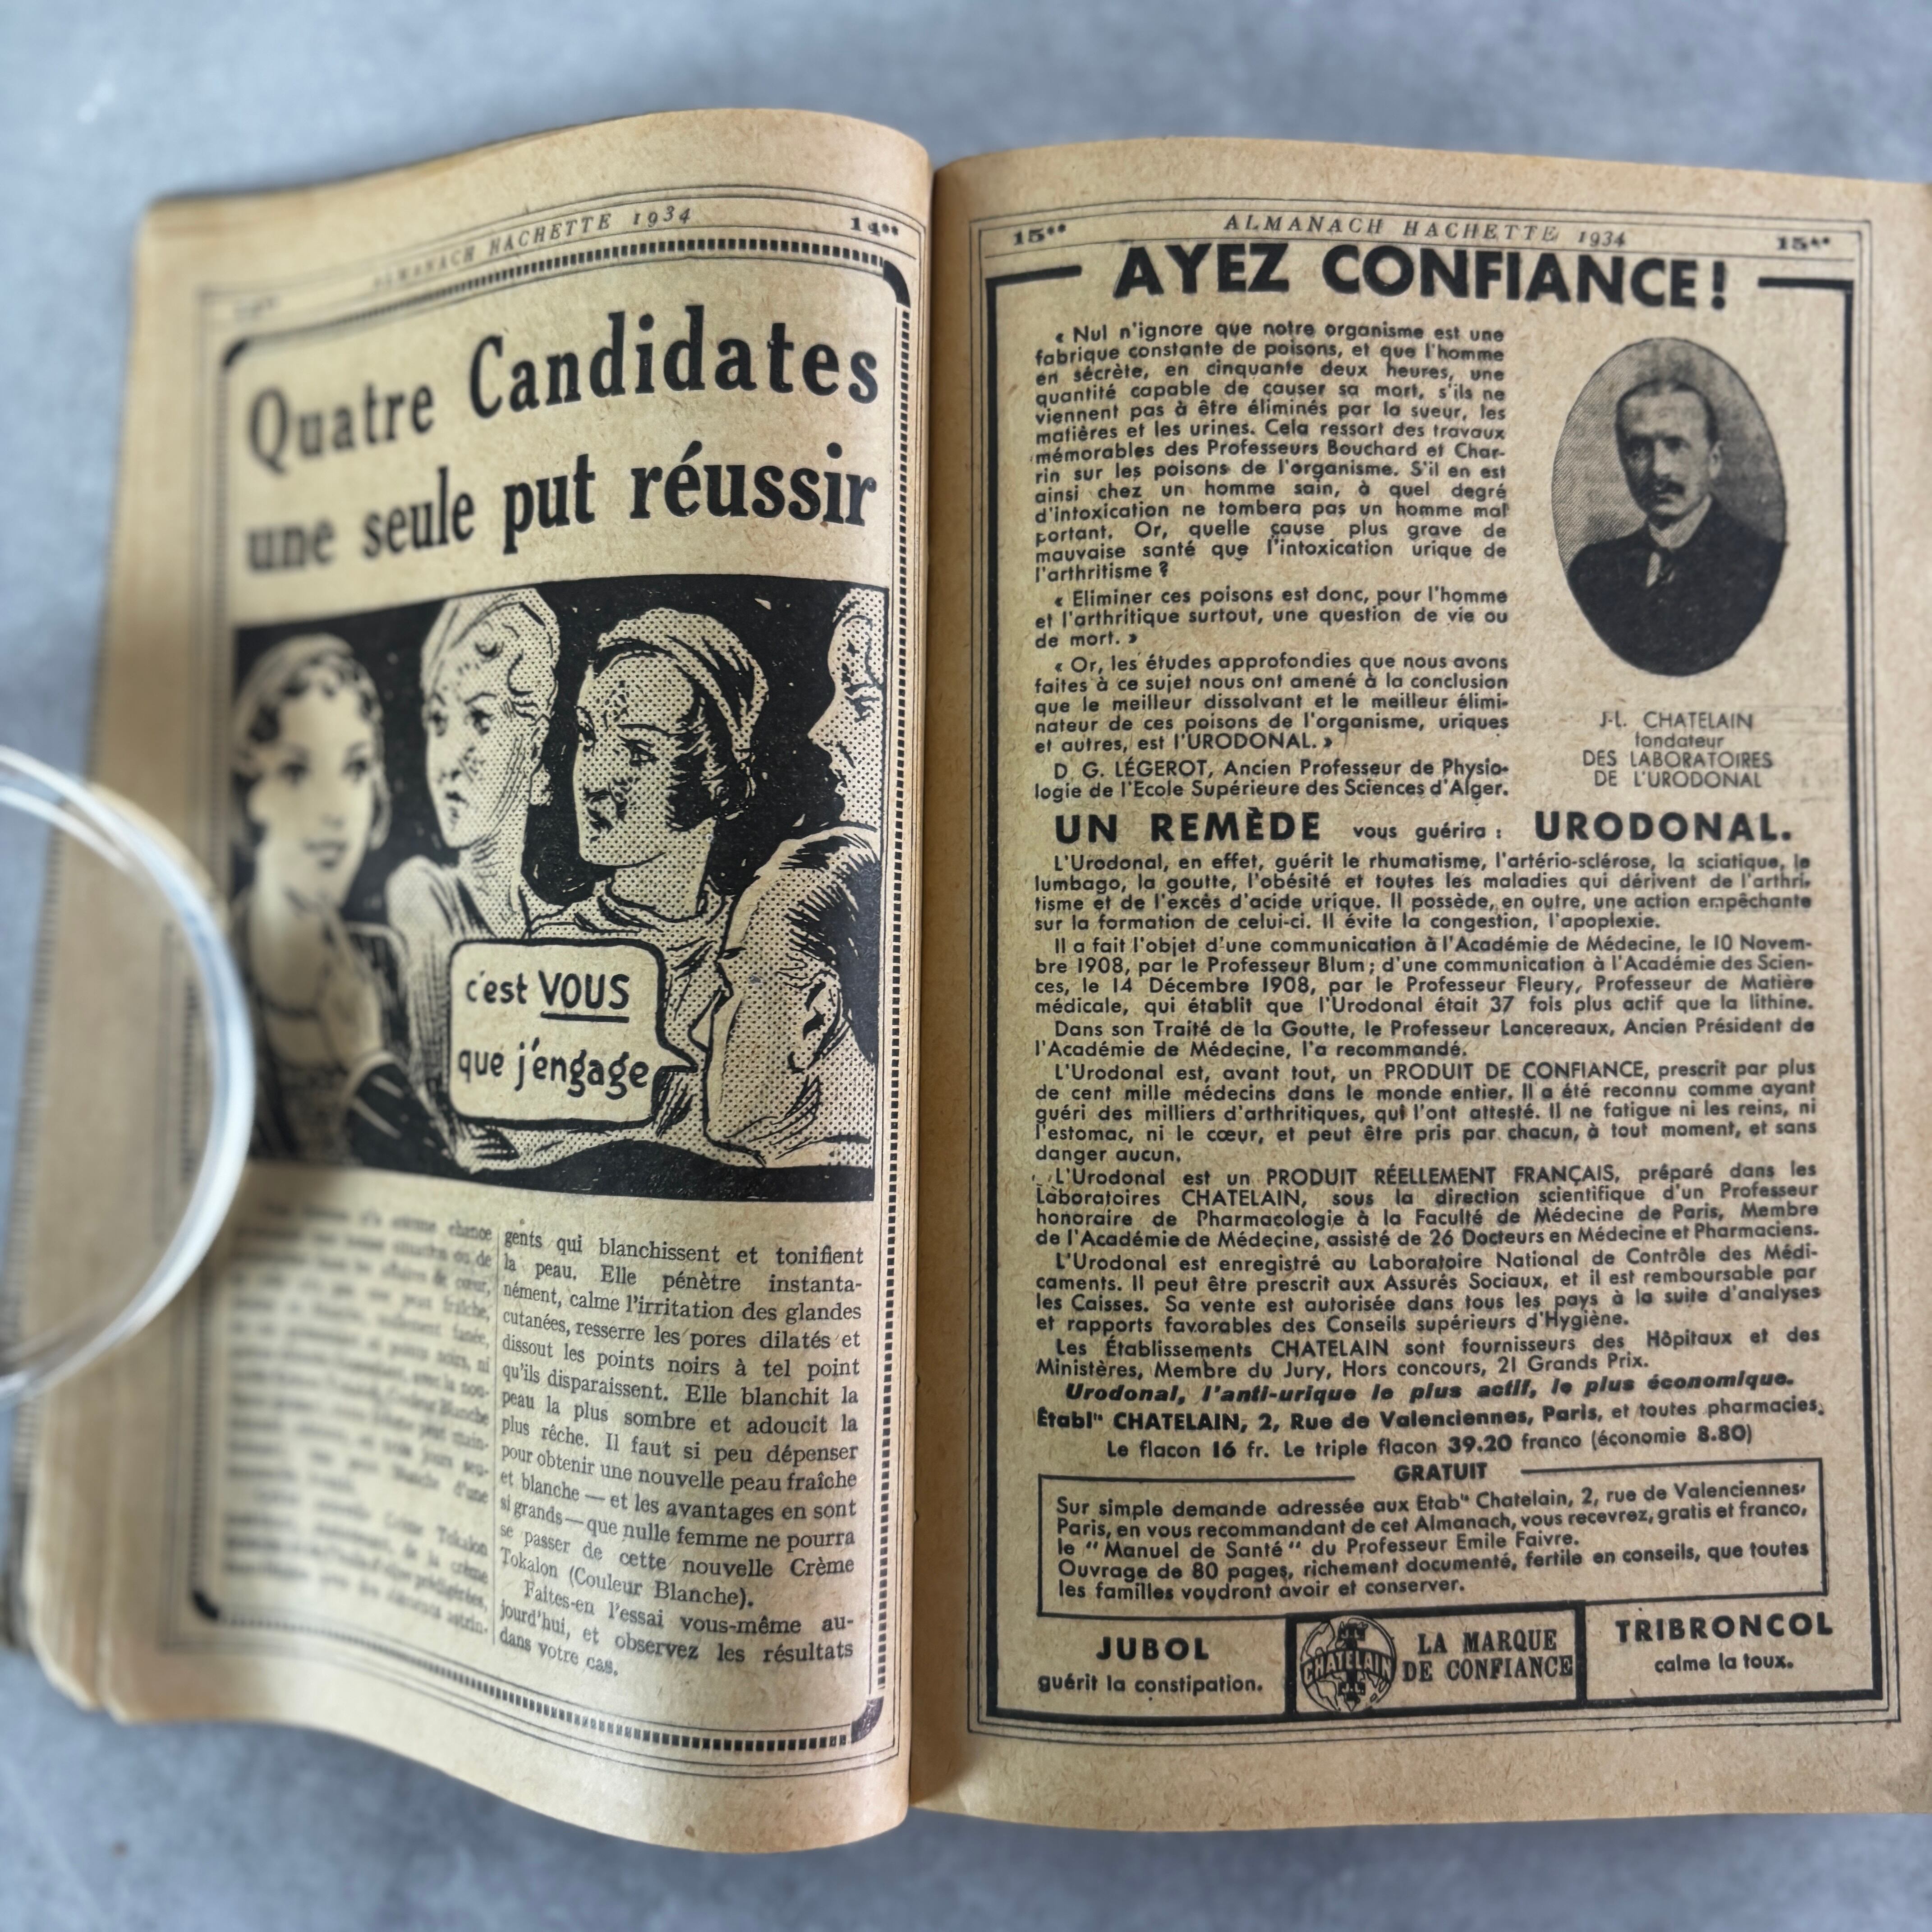 ALMANACH HACHETTE 1934
14**
Quatre Candidates
une seule put réussir
c'est VOUS
que j'engage
chance
de
gents qui blanchissent et tonifient
la peau. Elle pénètre instanta-
nément, calme l'irritation des glandes
cutanées, resserre les pores dilatés et
dissout les points noirs à tel point
qu'ils disparaissent. Elle blanchit la
peau la plus sombre et adoucit la
plus rêche. Il faut si peu dépenser
pour obtenir une nouvelle peau fraîche
et blanche — et les avantages en sont
si grands — que nulle femme ne pourra
se passer de cette nouvelle Crème
Tokalon (Couleur Blanche).
Faites-en l'essai vous-même au-
jourd'hui, et observez les résultats
dans votre cas.
15** ALMANACH HACHETTE 1934 15**
AYEZ CONFIANCE!
« Nul n'ignore que notre organisme est une
fabrique constante de poisons, et que l'homme
en sécrète, en cinquante deux heures, une
quantité capable de causer sa mort, s'ils ne
viennent pas à être éliminés par la sueur, les
matières et les urines. Cela ressort des travaux
mémorables des Professeurs Bouchard et Char-
rin sur les poisons de l'organisme. S'il en est
ainsi chez un homme sain, à quel degré
d'intoxication ne tombera pas un homme mal
portant. Or, quelle cause plus grave de
mauvaise santé que l'intoxication urique de
l'arthritisme ?
« Eliminer ces poisons est donc, pour l'homme
et l'arthritique surtout, une question de vie ou
de mort. »
« Or, les études approfondies que nous avons
faites à ce sujet nous ont amené à la conclusion
que le meilleur dissolvant et le meilleur élimi-
nateur de ces poisons de l'organisme, uriques
et autres, est l'URODONAL. »
D G. LÉGEROT, Ancien Professeur de Physio-
logie de l'Ecole Supérieure des Sciences d'Alger.
J-L. CHATELAIN
fondateur
DES LABORATOIRES
DE L'URODONAL
UN REMÈDE vous guérira : URODONAL.
L'Urodonal, en effet, guérit le rhumatisme, l'artério-sclérose, la sciatique, le
lumbago, la goutte, l'obésité et toutes les maladies qui dérivent de l'arthri-
tisme et de l'excès d'acide urique. Il possède, en outre, une action empêchante
sur la formation de celui-ci. Il évite la congestion, l'apoplexie.
Il a fait l'objet d'une communication à l'Académie de Médecine, le 10 Novem-
bre 1908, par le Professeur Blum ; d'une communication à l'Académie des Scien-
ces, le 14 Décembre 1908, par le Professeur Fleury, Professeur de Matière
médicale, qui établit que l'Urodonal était 37 fois plus actif que la lithine.
Dans son Traité de la Goutte, le Professeur Lancereaux, Ancien Président de
l'Académie de Médecine, l'a recommandé.
L'Urodonal est, avant tout, un PRODUIT DE CONFIANCE, prescrit par plus
de cent mille médecins dans le monde entier. Il a été reconnu comme ayant
guéri des milliers d'arthritiques, qui l'ont attesté. Il ne fatigue ni les reins, ni
l'estomac, ni le cœur, et peut être pris par chacun, à tout moment, et sans
danger aucun.
L'Urodonal est un PRODUIT RÉELLEMENT FRANÇAIS, préparé dans les
Laboratoires CHATELAIN, sous la direction scientifique d'un Professeur
honoraire de Pharmacologie à la Faculté de Médecine de Paris, Membre
de l'Académie de Médecine, assisté de 26 Docteurs en Médecine et Pharmaciens.
L'Urodonal est enregistré au Laboratoire National de Contrôle des Médi-
caments. Il peut être prescrit aux Assurés Sociaux, et il est remboursable par
les Caisses. Sa vente est autorisée dans tous les pays à la suite d'analyses
et rapports favorables des Conseils supérieurs d'Hygiène.
Les Établissements CHATELAIN sont fournisseurs des Hôpitaux et des
Ministères, Membre du Jury, Hors concours, 21 Grands Prix.
Urodonal, l'anti-urique le plus actif, le plus économique.
Établts CHATELAIN, 2, Rue de Valenciennes, Paris, et toutes pharmacies.
Le flacon 16 fr. Le triple flacon 39.20 franco (économie 8.80)
GRATUIT
Sur simple demande adressée aux Etabts Chatelain, 2, rue de Valenciennes,
Paris, en vous recommandant de cet Almanach, vous recevrez, gratis et franco,
le "Manuel de Santé" du Professeur Emile Faivre.
Ouvrage de 80 pages, richement documenté, fertile en conseils, que toutes
les familles voudront avoir et conserver.
JUBOL
guérit la constipation.
CHATELAIN
LA MARQUE
DE CONFIANCE
TRIBRONCOL
calme la toux.